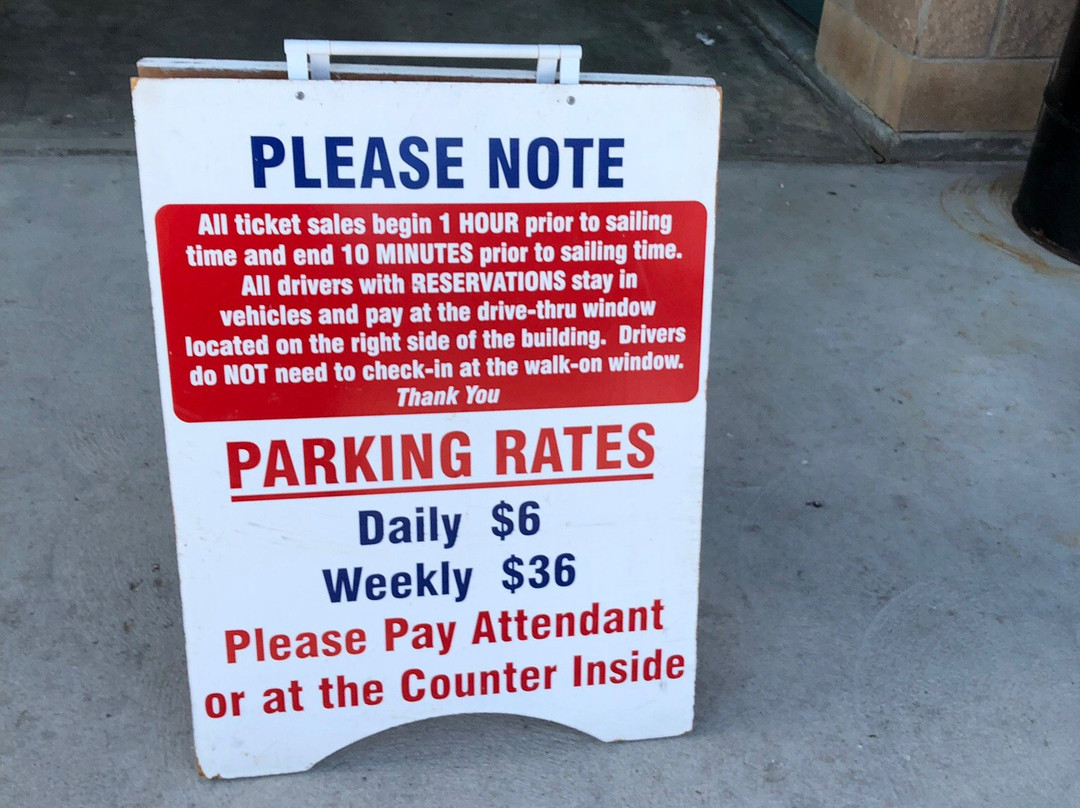 PLEASE NOTE
All ticket sales begin 1 HOUR prior to sailing
time and end 10 MINUTES prior to sailing time.
All drivers with RESERVATIONS stay in
vehicles and pay at the drive-thru window
located on the right side of the building. Drivers
do NOT need to check-in at the walk-on window.
Thank You
PARKING RATES
Daily $6
Weekly $36
Please Pay Attendant
or at the Counter Inside